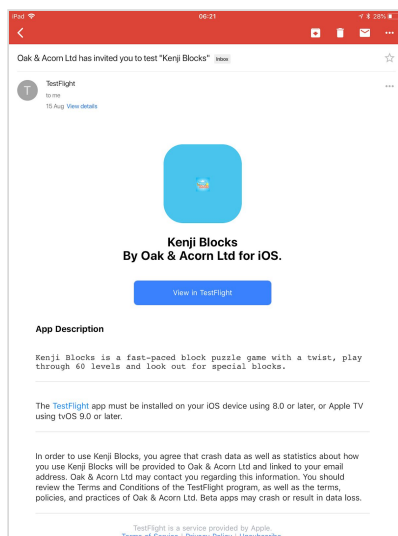 iPad 06:21 28%
Oak & Acorn Ltd has invited you to test "Kenji Blocks" Inbox
T
TestFlight
to me
15 Aug View details
Kenji Blocks
By Oak & Acorn Ltd for iOS.
View in TestFlight
App Description
Kenji Blocks is a fast-paced block puzzle game with a twist, play
through 60 levels and look out for special blocks.
The TestFlight app must be installed on your iOS device using 8.0 or later, or Apple TV
using tvOS 9.0 or later.
In order to use Kenji Blocks, you agree that crash data as well as statistics about how
you use Kenji Blocks will be provided to Oak & Acorn Ltd and linked to your email
address. Oak & Acorn Ltd may contact you regarding this information. You should
review the Terms and Conditions of the TestFlight program, as well as the terms,
policies, and practices of Oak & Acorn Ltd. Beta apps may crash or result in data loss.
TestFlight is a service provided by Apple.
Terms of Service | Privacy Policy | Unsubscribe